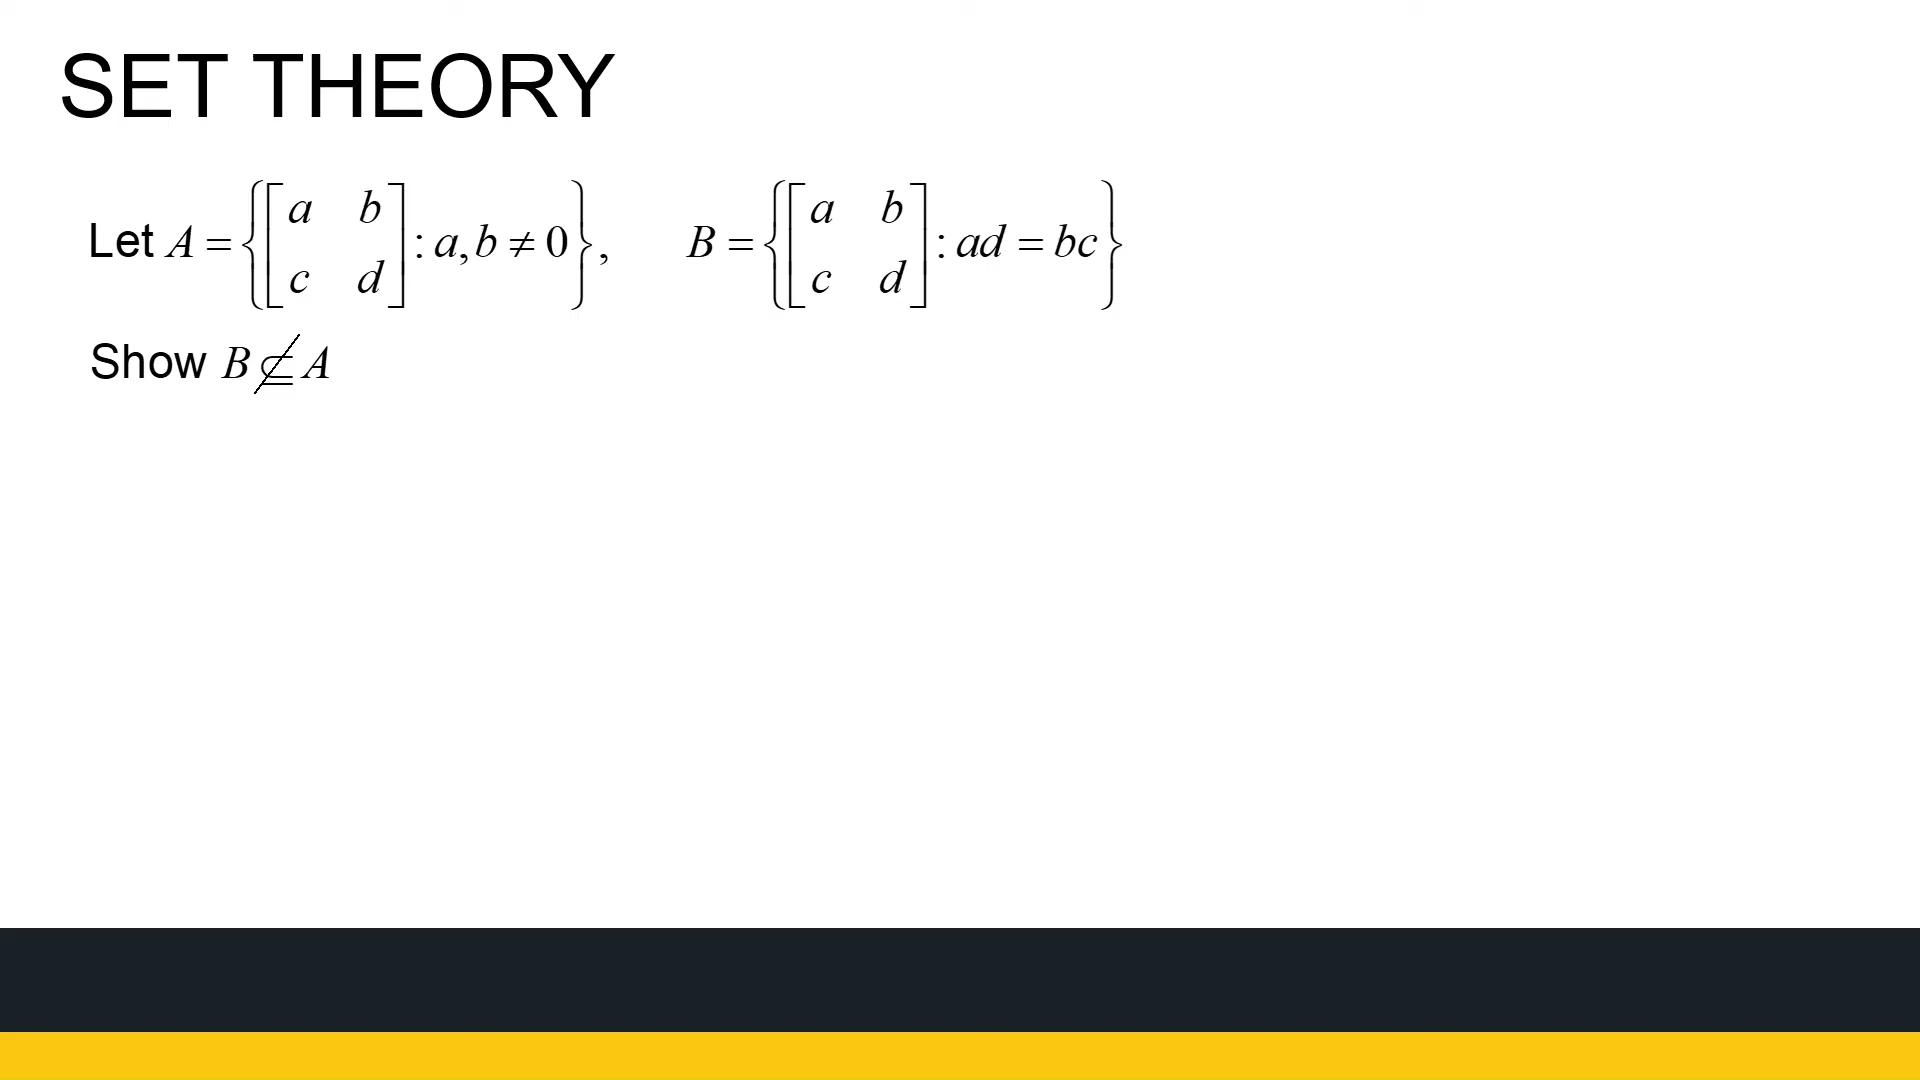 SET THEORY
Let A = {[a b; c d] : a, b ≠ 0}, B = {[a b; c d] : ad = bc}
Show B ⊈ A